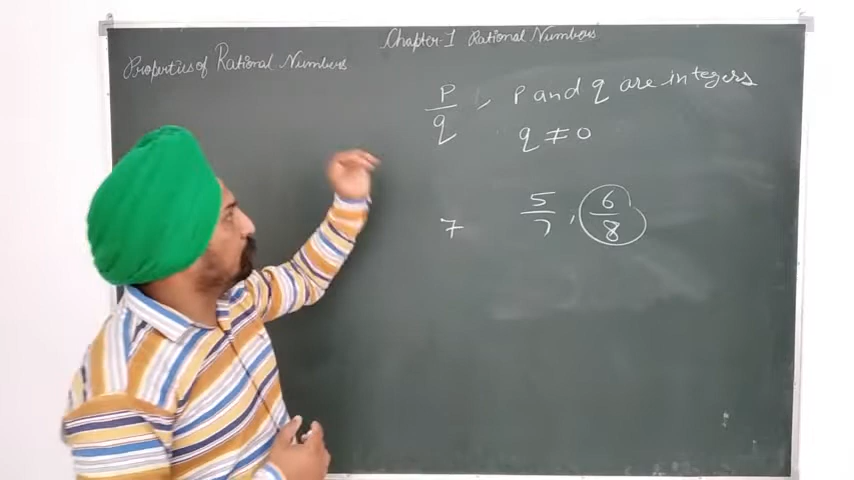 Chapter-1 Rational Numbers
Properties of Rational Numbers
p/q, p and q are integers
q ≠ 0
7 5/7, 6/8